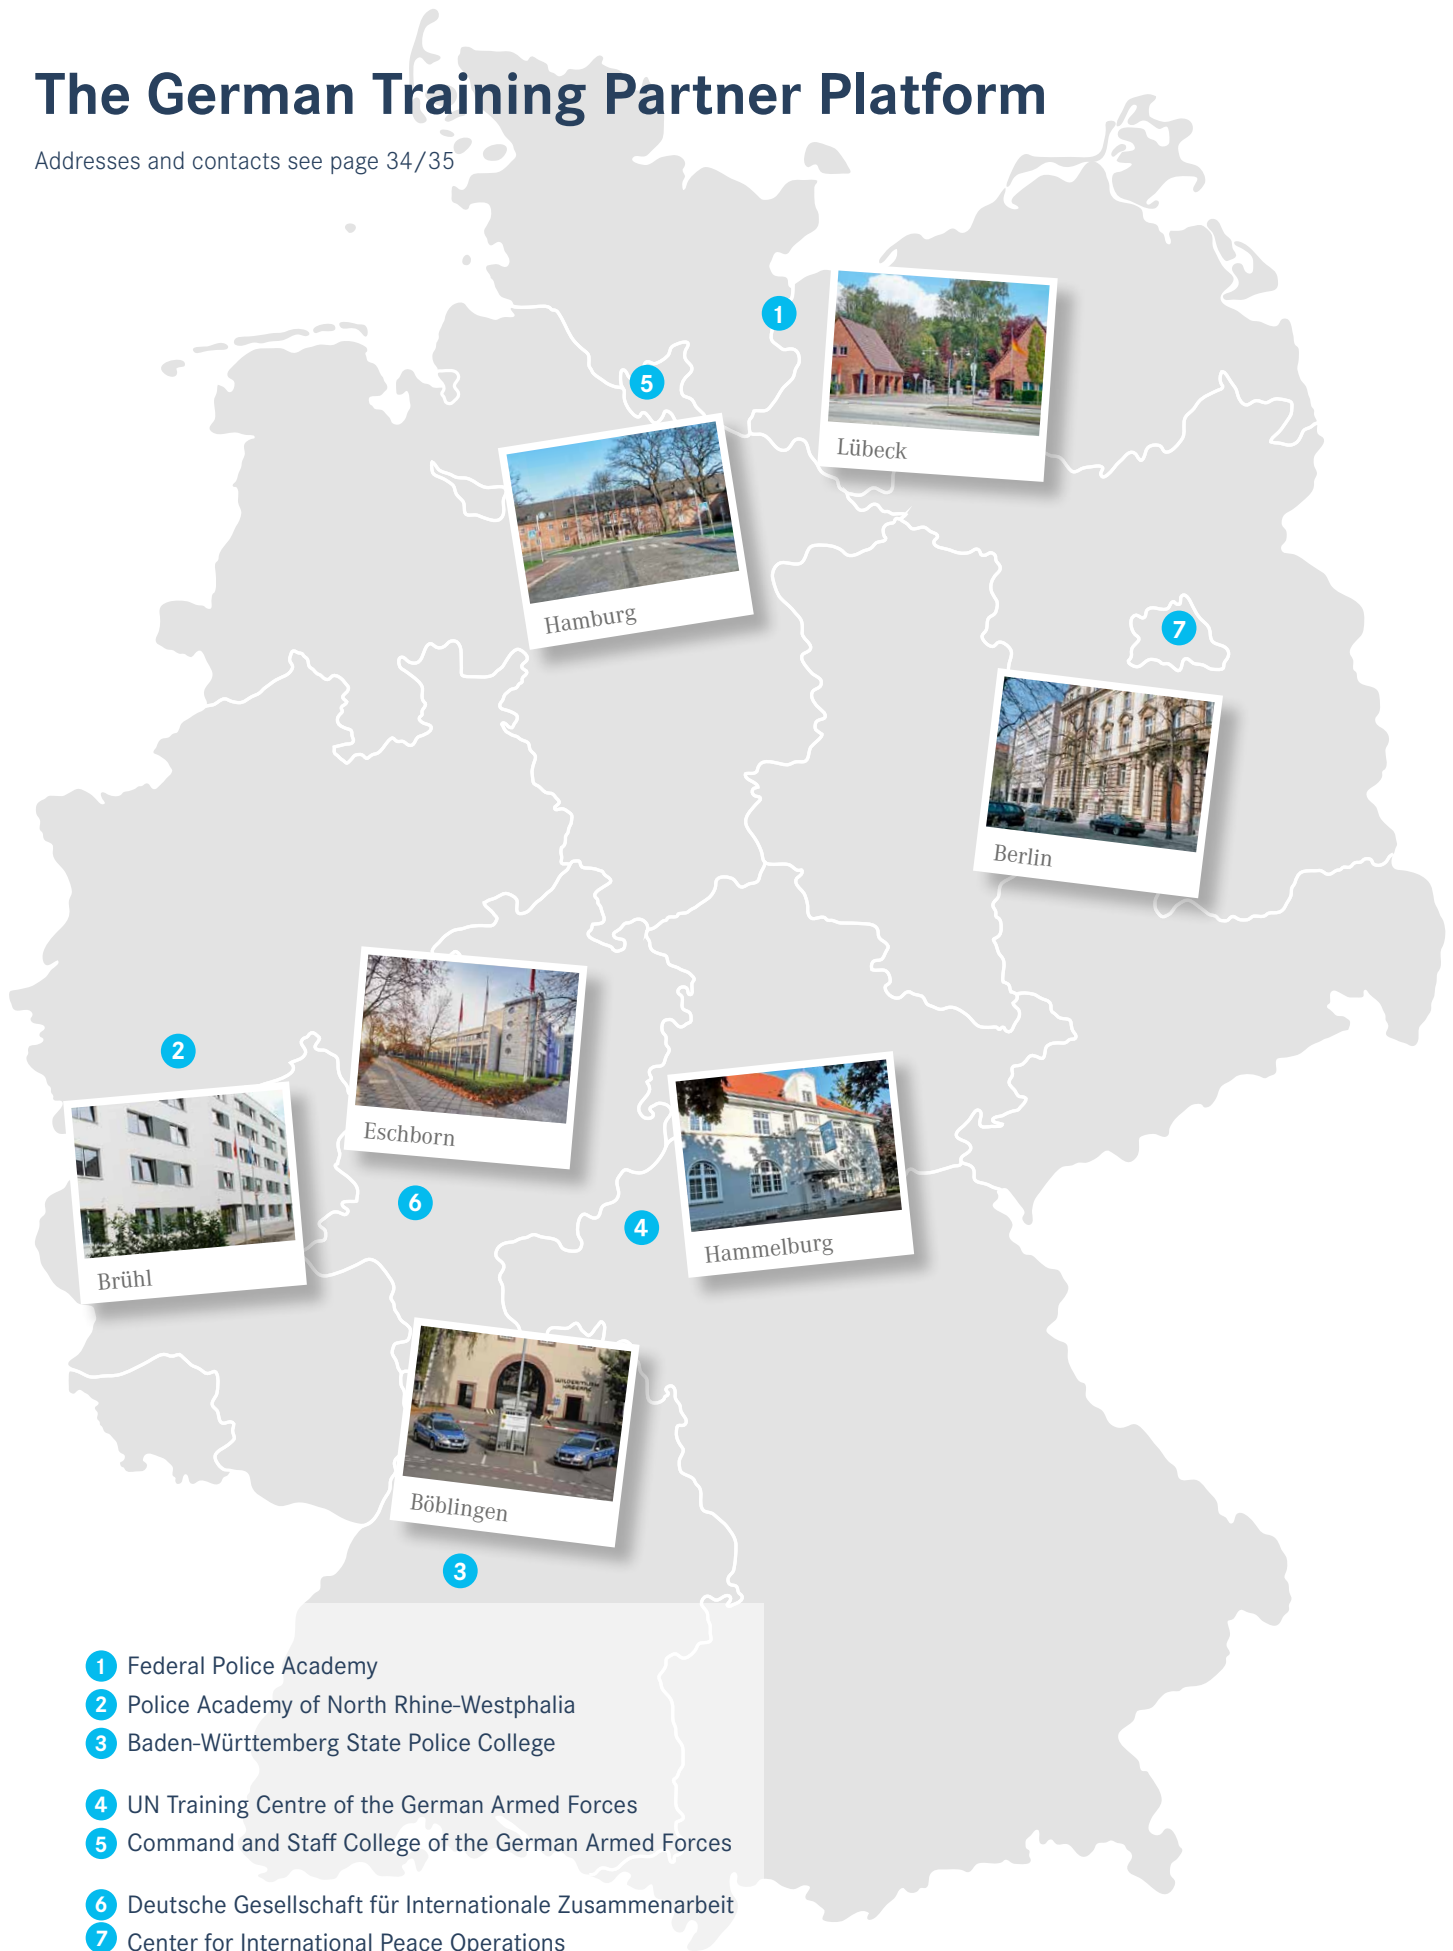 The German Training Partner Platform
Addresses and contacts see page 34/35
1
Lübeck
5
Hamburg
7
Berlin
2
Brühl
Eschborn
6
4
Hammelburg
WILDERMUTH
KASERNE
Böblingen
3
1 Federal Police Academy
2 Police Academy of North Rhine-Westphalia
3 Baden-Württemberg State Police College
4 UN Training Centre of the German Armed Forces
5 Command and Staff College of the German Armed Forces
6 Deutsche Gesellschaft für Internationale Zusammenarbeit
7 Center for International Peace Operations